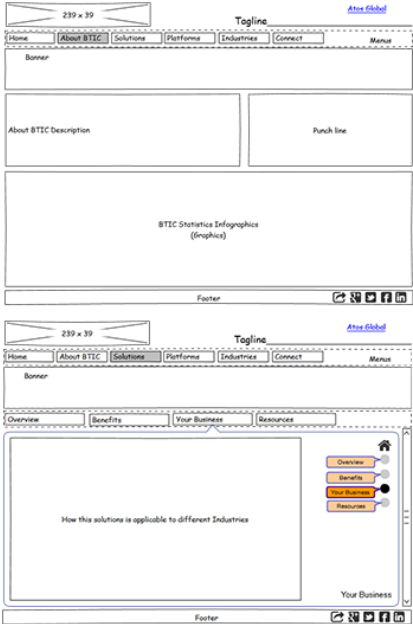 239 x 39
Atos Global
Tagline
Home About BTIC Solutions Platforms Industries Connect Menus
Banner
About BTIC Description
Punch line
BTIC Statistics Infographics
(Graphics)
Footer
239 x 39
Atos Global
Tagline
Home About BTIC Solutions Platforms Industries Connect Menus
Banner
Overview Benefits Your Business Resources
Overview
Benefits
Your Business
Resources
How this solutions is applicable to different Industries
Your Business
Footer